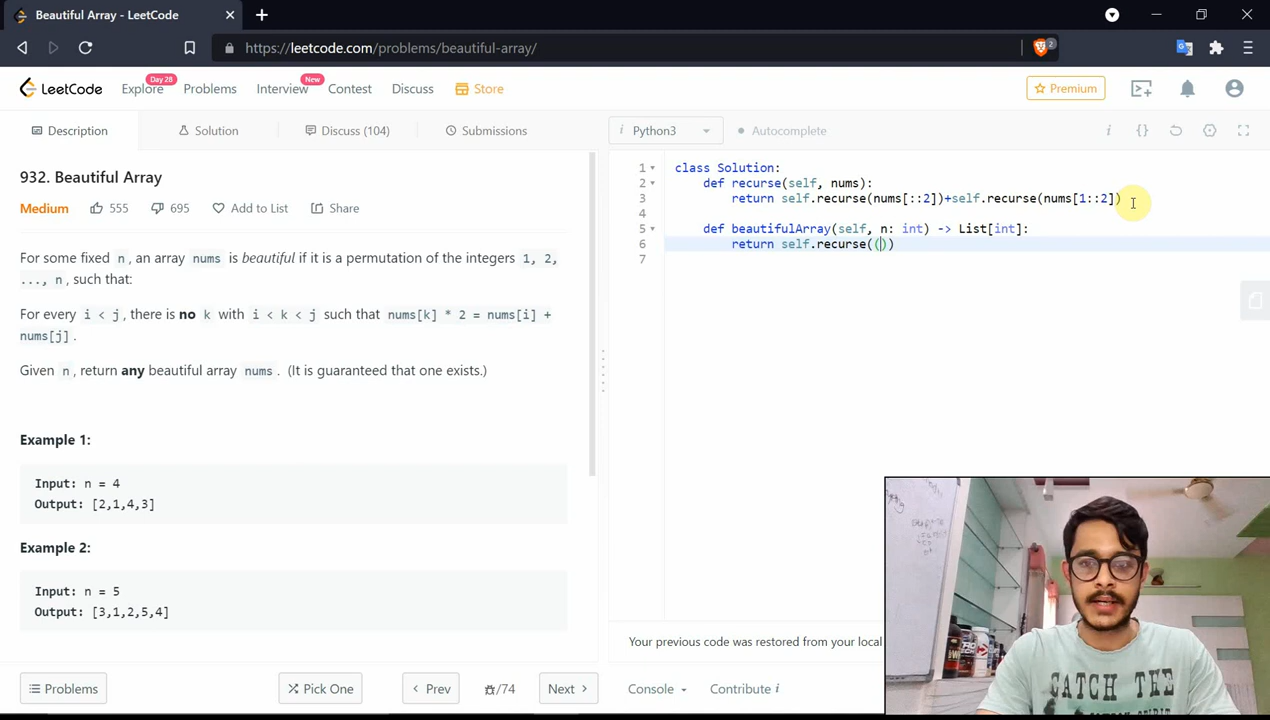 Beautiful Array - LeetCode
https://leetcode.com/problems/beautiful-array/
2
LeetCode
Explore
Day 28
Problems
Interview
New
Contest
Discuss
Store
Premium
Description
Solution
Discuss (104)
Submissions
i Python3
Autocomplete
i {}
932. Beautiful Array
Medium 555 695 Add to List Share
For some fixed n, an array nums is beautiful if it is a permutation of the integers 1, 2,
..., n, such that:
For every i < j, there is no k with i < k < j such that nums[k] * 2 = nums[i] +
nums[j].
Given n, return any beautiful array nums. (It is guaranteed that one exists.)
Example 1:
Input: n = 4
Output: [2,1,4,3]
Example 2:
Input: n = 5
Output: [3,1,2,5,4]
1 class Solution:
2 def recurse(self, nums):
3 return self.recurse(nums[::2])+self.recurse(nums[1::2])
4
5 def beautifulArray(self, n: int) -> List[int]:
6 return self.recurse(())
7
Your previous code was restored from your local
Problems
Pick One
Prev
/74
Next
Console
Contribute i
CATCH THE